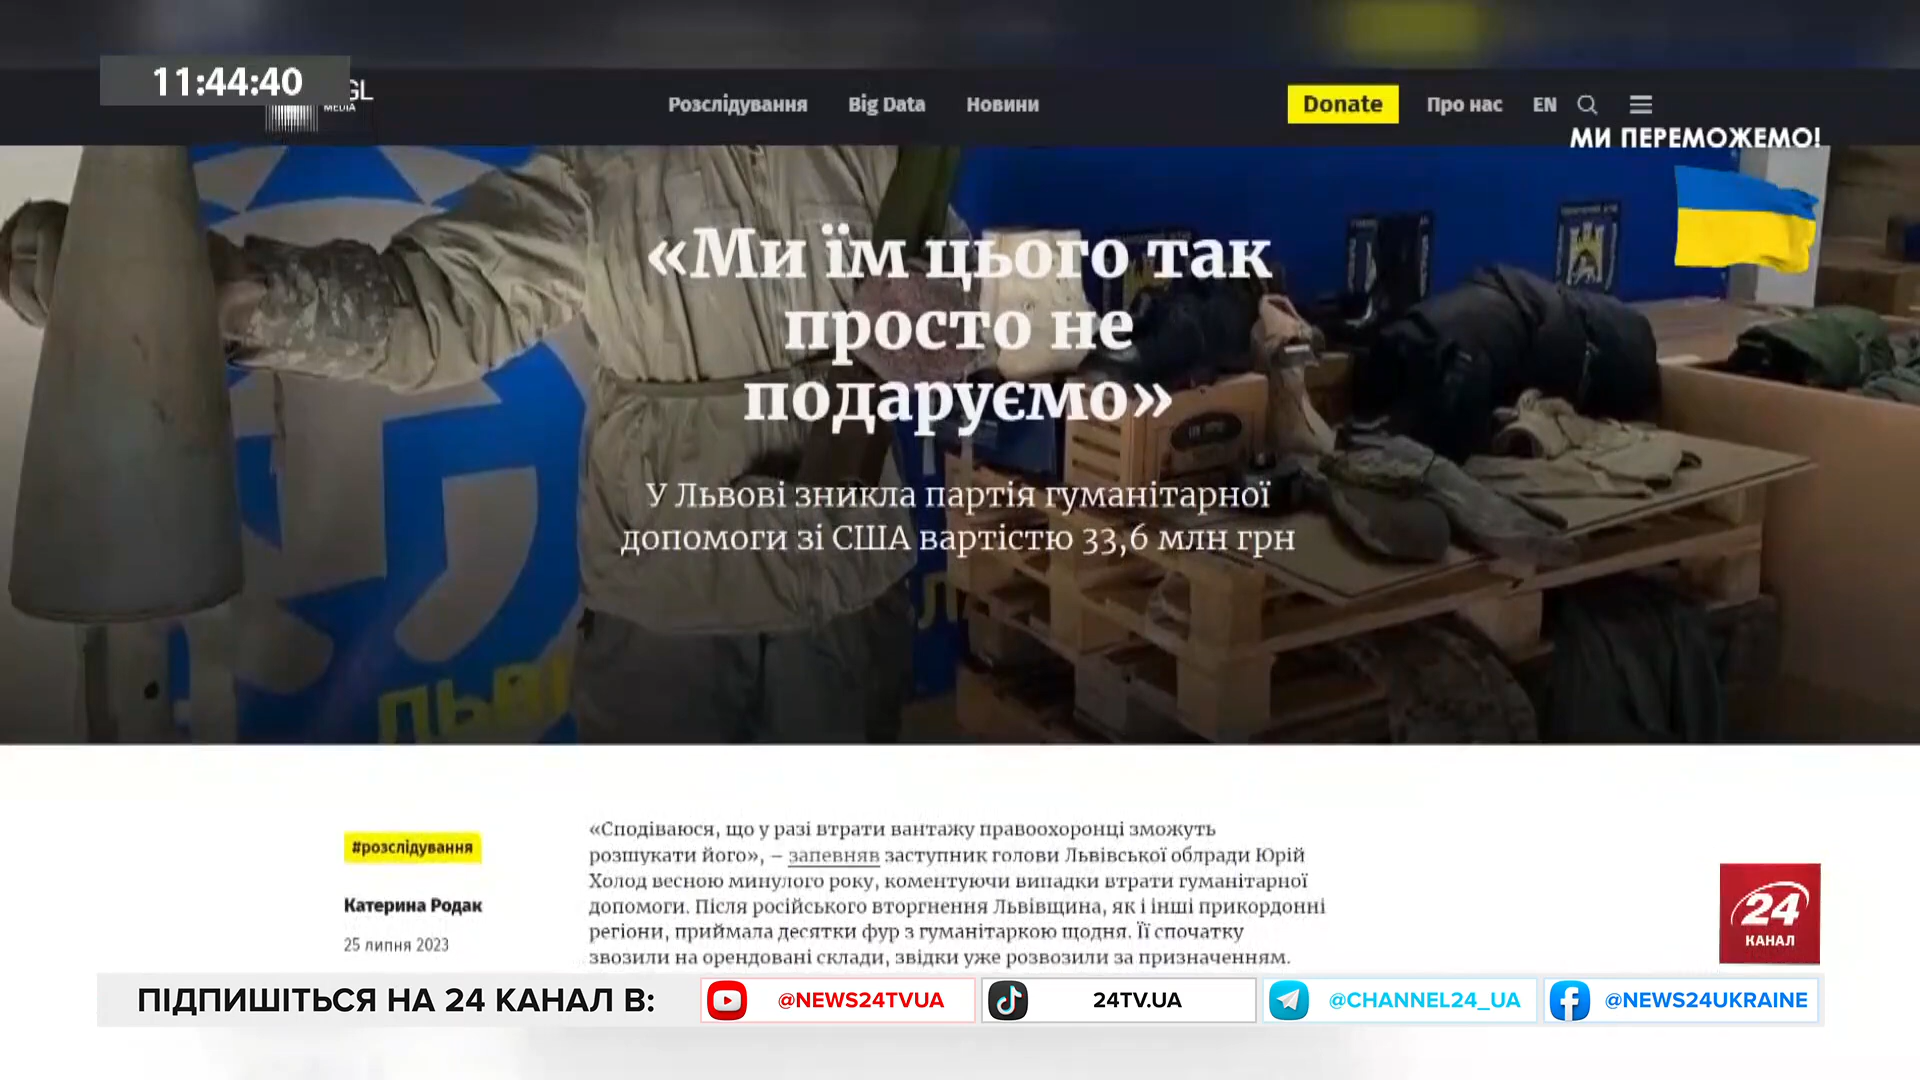 11:44:40
GL
MEDIA
Розслідування
Big Data
Новини
Donate
Про нас
EN
МИ ПЕРЕМОЖЕМО!
«Ми їм цього так
просто не
подаруємо»
У Львові зникла партія гуманітарної
допомоги зі США вартістю 33,6 млн грн
ЛЬВІ
#розслідування
Катерина Родак
25 липня 2023
«Сподіваюся, що у разі втрати вантажу правоохоронці зможуть
розшукати його», – запевняв заступник голови Львівської облради Юрій
Холод весною минулого року, коментуючи випадки втрати гуманітарної
допомоги. Після російського вторгнення Львівщина, як і інші прикордонні
регіони, приймала десятки фур з гуманітаркою щодня. Її спочатку
звозили на орендовані склади, звідки уже розвозили за призначенням.
24
КАНАЛ
ПІДПИШІТЬСЯ НА 24 КАНАЛ В:
@NEWS24TVUA
24TV.UA
@CHANNEL24_UA
@NEWS24UKRAINE